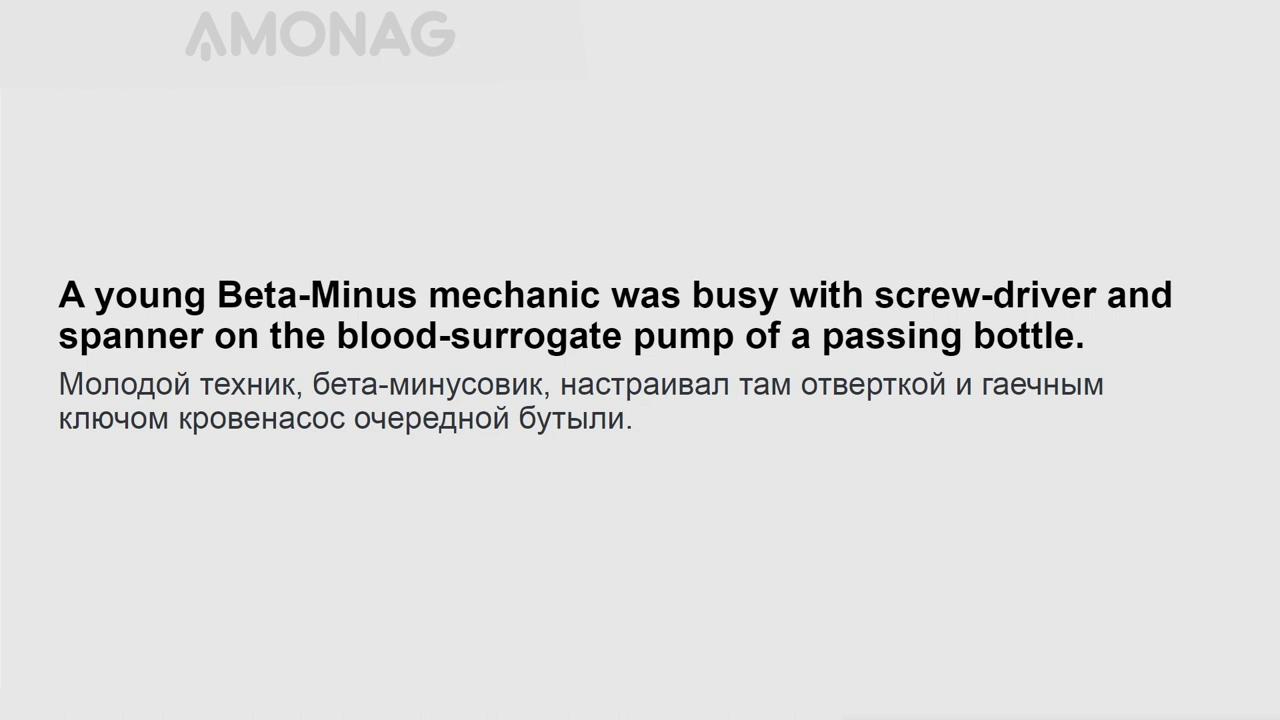 AMONAG
A young Beta-Minus mechanic was busy with screw-driver and
spanner on the blood-surrogate pump of a passing bottle.
Молодой техник, бета-минусовик, настраивал там отверткой и гаечным
ключом кровенасос очередной бутыли.